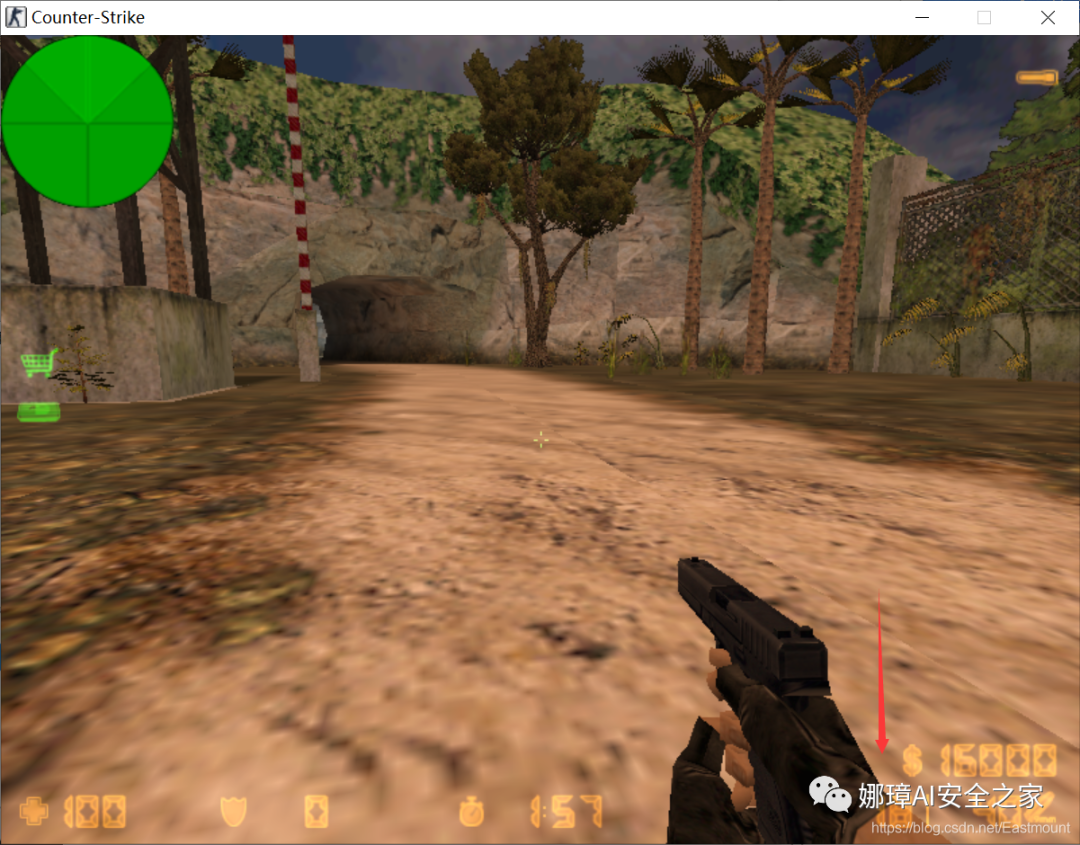 Counter-Strike
$ 16000
100
0
1:57
娜璋AI安全之家
https://blog.csdn.net/Eastmount